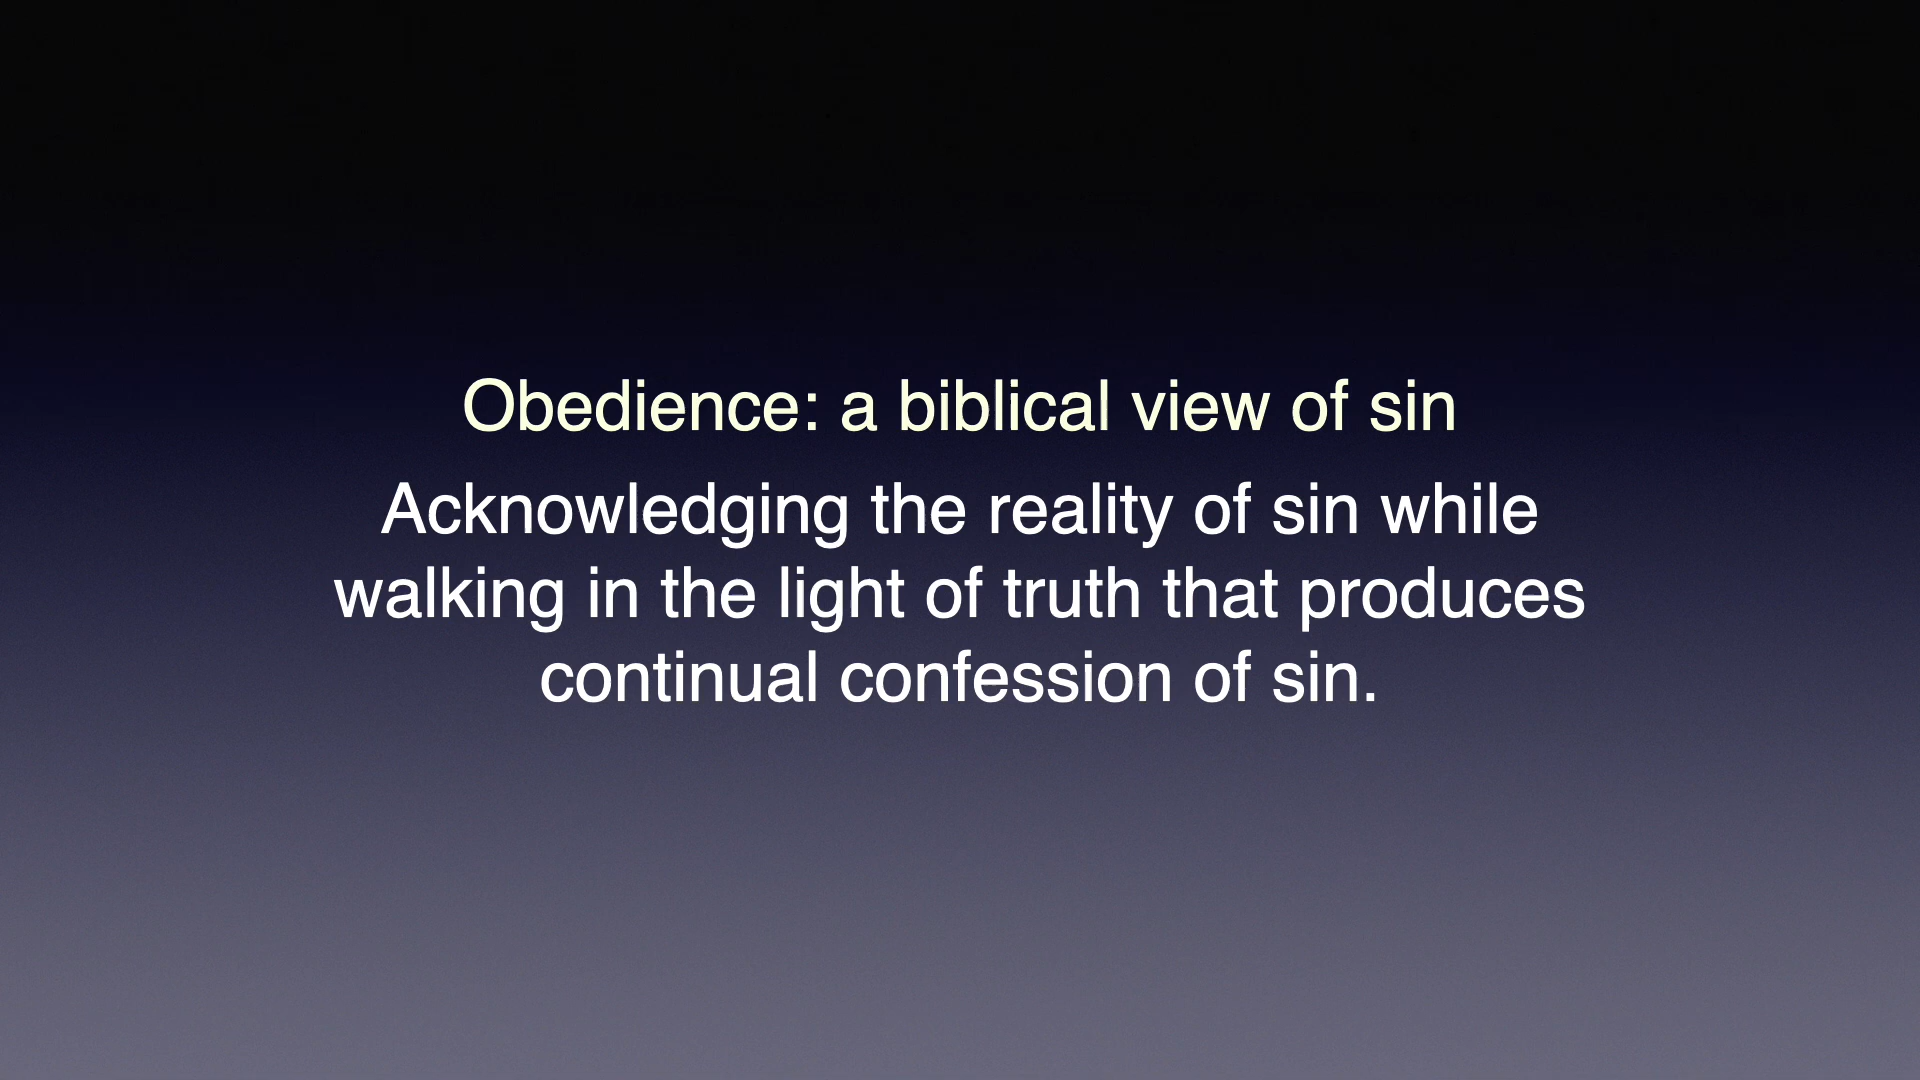 Obedience: a biblical view of sin
Acknowledging the reality of sin while
walking in the light of truth that produces
continual confession of sin.